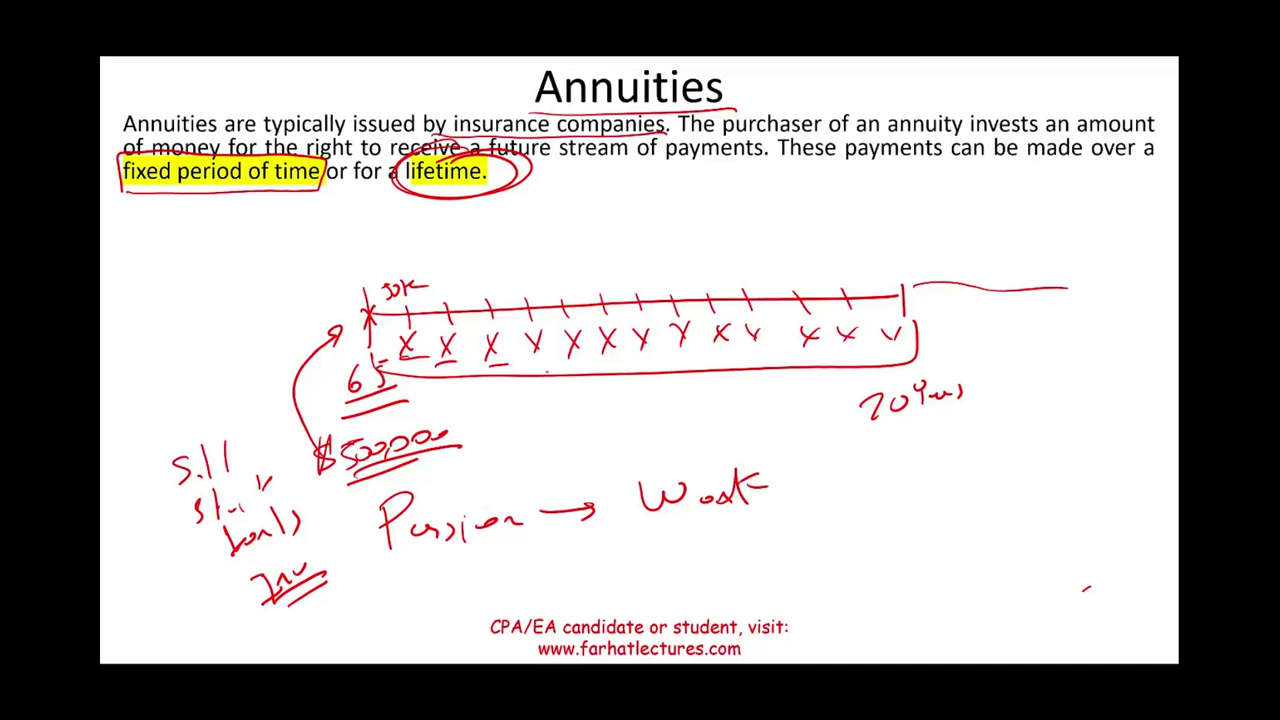 Annuities
Annuities are typically issued by insurance companies. The purchaser of an annuity invests an amount
of money for the right to receive a future stream of payments. These payments can be made over a
fixed period of time or for a lifetime.
X X X X X X X X X X X X
65
$500,000
Sell
Pension → Work
CPA/EA candidate or student, visit:
www.farhatlectures.com